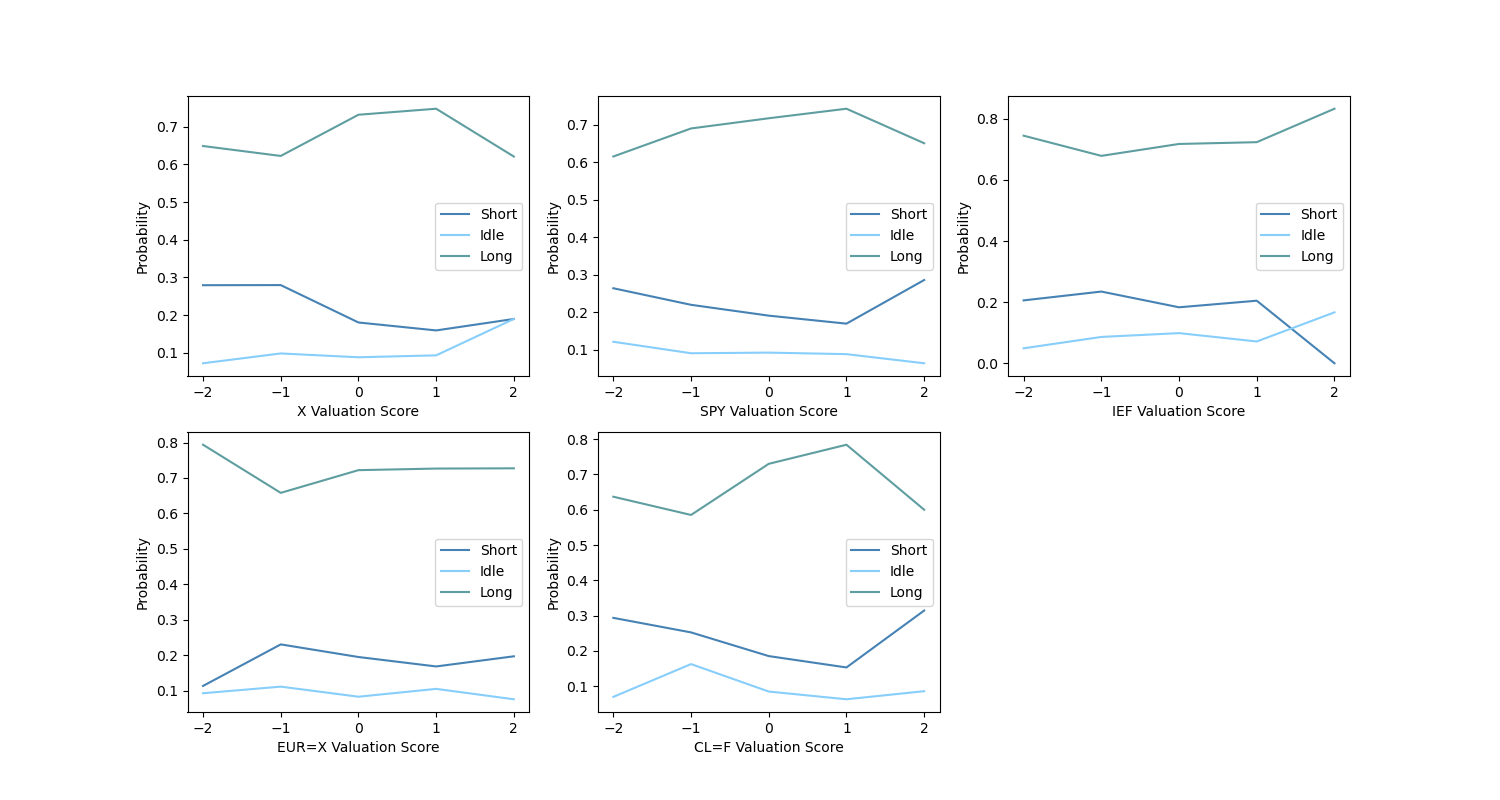 0.7
0.6
0.5
0.4
0.3
0.2
0.1
Probability
Short
Idle
Long
−2 −1 0 1 2
X Valuation Score
0.7
0.6
0.5
0.4
0.3
0.2
0.1
Probability
Short
Idle
Long
−2 −1 0 1 2
SPY Valuation Score
0.8
0.6
0.4
0.2
0.0
Probability
Short
Idle
Long
−2 −1 0 1 2
IEF Valuation Score
0.8
0.7
0.6
0.5
0.4
0.3
0.2
0.1
Probability
Short
Idle
Long
−2 −1 0 1 2
EUR=X Valuation Score
0.8
0.7
0.6
0.5
0.4
0.3
0.2
0.1
Probability
Short
Idle
Long
−2 −1 0 1 2
CL=F Valuation Score